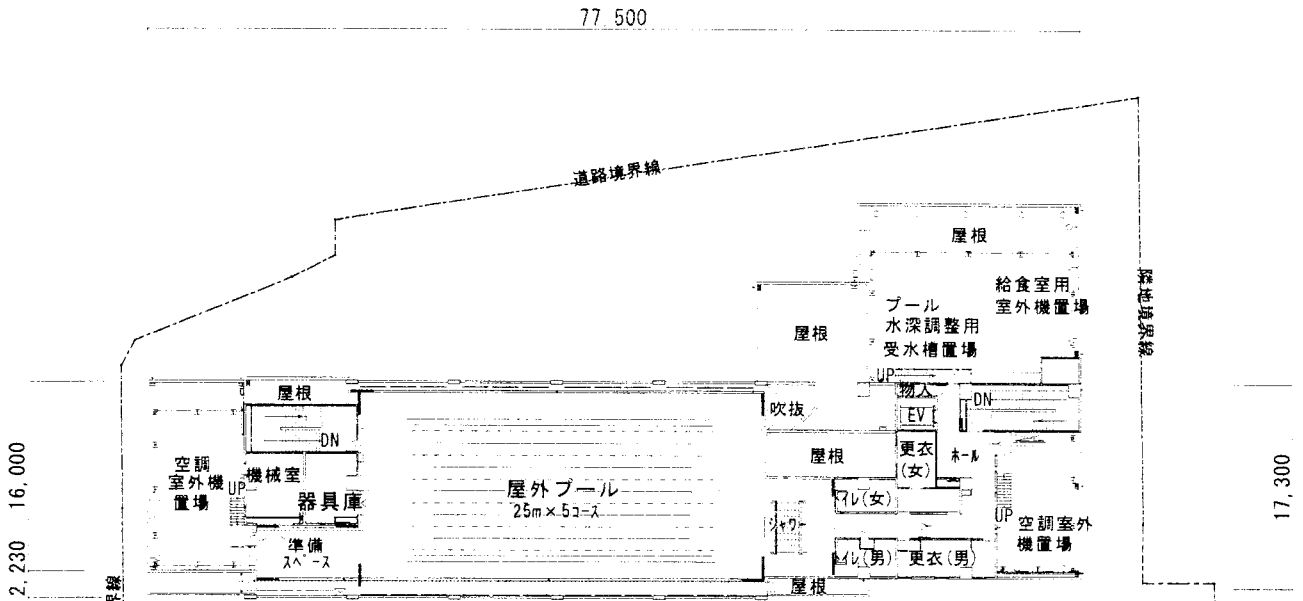 77,500
道路境界線
屋根
給食室用
室外機置場
隣地境界線
プール
水深調整用
受水槽置場
屋根
UP
物入
DN
屋根
吹抜
EV
DN
更衣
(女)
ホール
屋根
空調
室外機
置場
UP
機械室
器具庫
屋外プール
25m×5コース
トイレ(女)
16,000
17,300
シャワー
UP
空調室外
機置場
準備
スペース
トイレ(男)
更衣(男)
屋根
2,230
界線